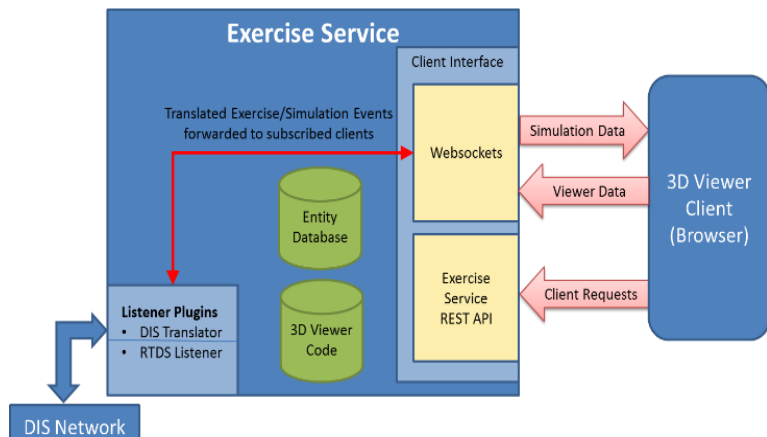 Exercise Service
Client Interface
Translated Exercise/Simulation Events
forwarded to subscribed clients
Websockets
Simulation Data
Viewer Data
3D Viewer
Client
(Browser)
Entity
Database
Exercise
Service
REST API
Client Requests
Listener Plugins
• DIS Translator
• RTDS Listener
3D Viewer
Code
DIS Network